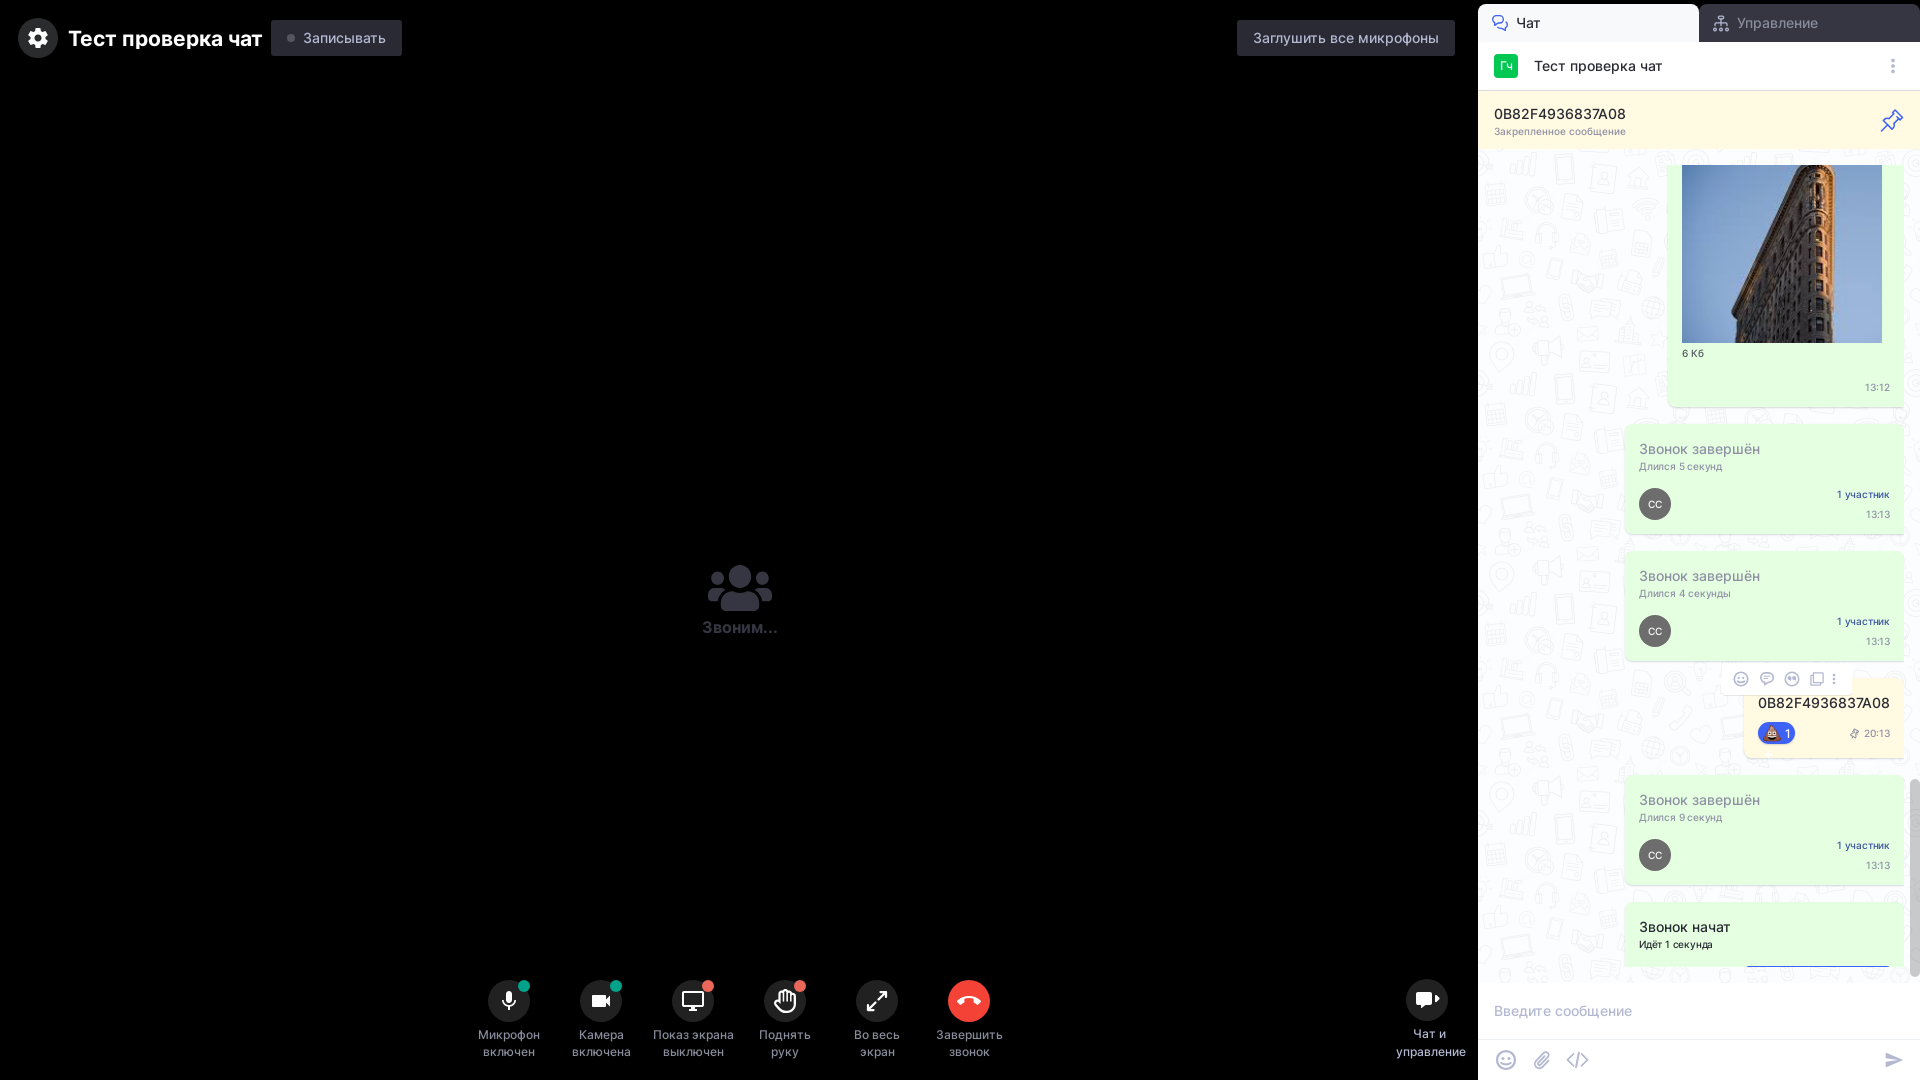 Тест проверка чат
Записывать
Заглушить все микрофоны
Чат
Управление
Гч
Тест проверка чат
0B82F4936837A08
Закрепленное сообщение
6 Кб
13:12
Звонок завершён
Длился 5 секунд
СС
1 участник
13:13
Звонок завершён
Длился 4 секунды
СС
1 участник
13:13
0B82F4936837A08
1
20:13
Звонок завершён
Длился 9 секунд
СС
1 участник
13:13
Звонок начат
Идёт 1 секунда
Звоним...
Микрофон
включен
Камера
включена
Показ экрана
выключен
Поднять
руку
Во весь
экран
Завершить
звонок
Чат и
управление
Введите сообщение